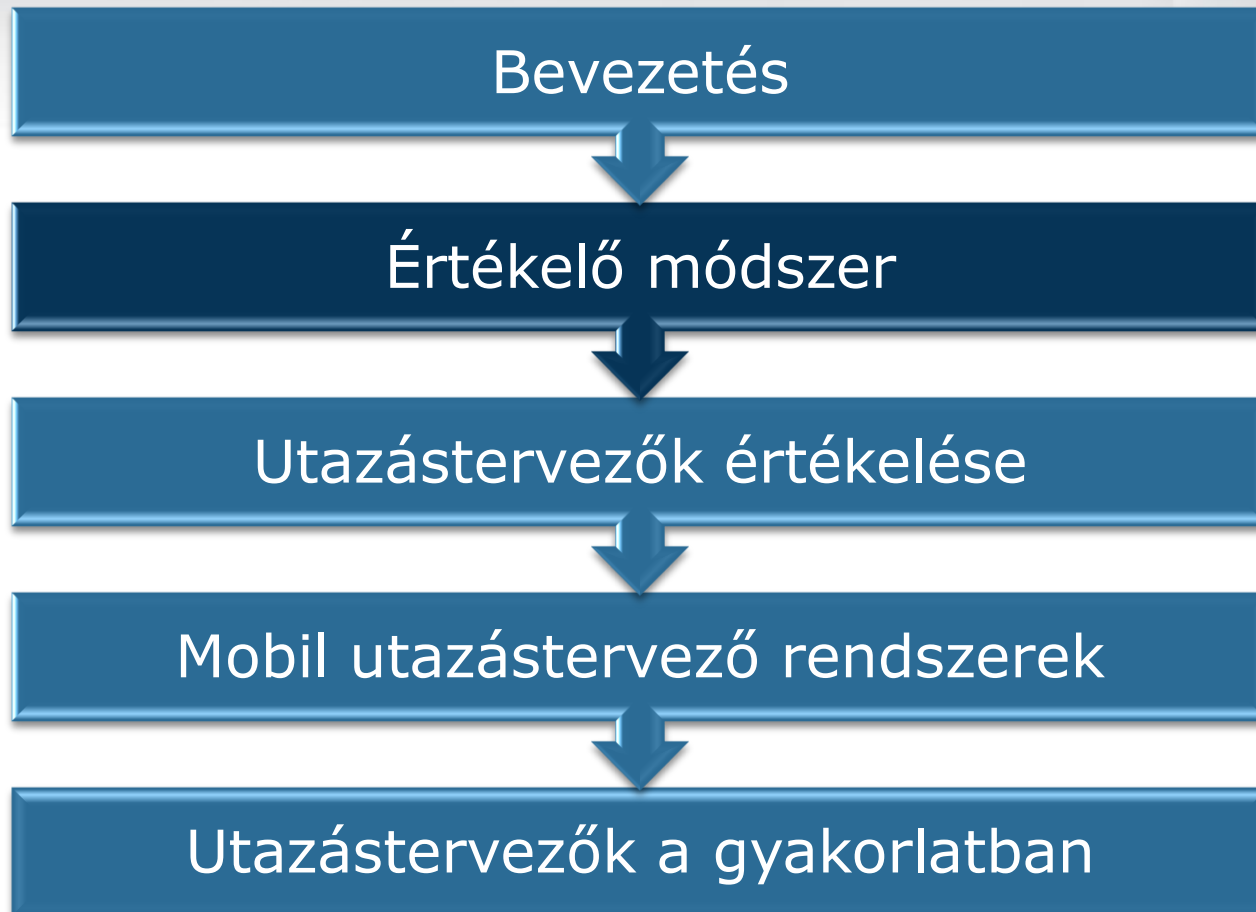 Bevezetés
Értékelő módszer
Utazástervezők értékelése
Mobil utazástervező rendszerek
Utazástervezők a gyakorlatban